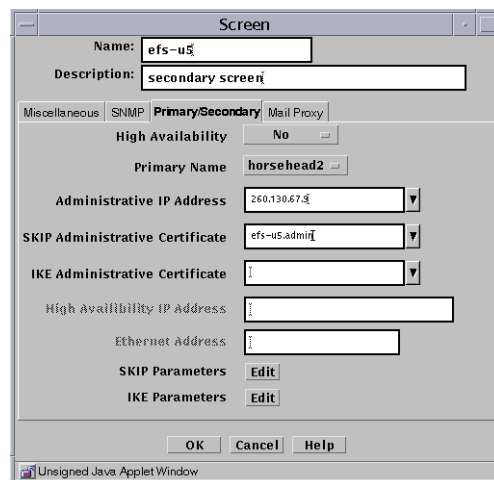 Screen
Name: efs-u5
Description: secondary screen
Miscellaneous SNMP Primary/Secondary Mail Proxy
High Availability No
Primary Name horsehead2
Administrative IP Address 260.130.67.9
SKIP Administrative Certificate efs-u5.admin
IKE Administrative Certificate
High Availibility IP Address
Ethernet Address
SKIP Parameters Edit
IKE Parameters Edit
OK Cancel Help
Unsigned Java Applet Window